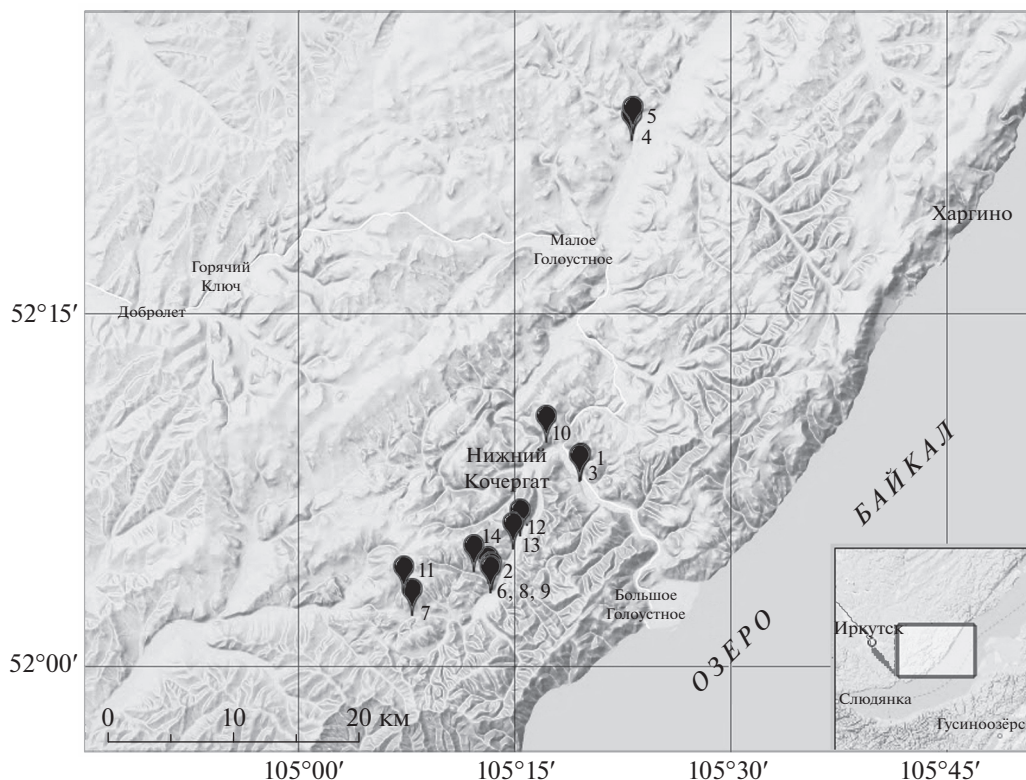 5
4
Харгино
Малое
Голоустное
Горячий
Ключ
52°15′
Добролет
10
Нижний
Кочергат
1
3
БАЙКАЛ
12
13
14
2
11
6, 8, 9
7
Большое
Голоустное
ОЗЕРО
Иркутск
Слюдянка
Гусиноозёрс
52°00′
0
10
20 км
105°00′
105°15′
105°30′
105°45′